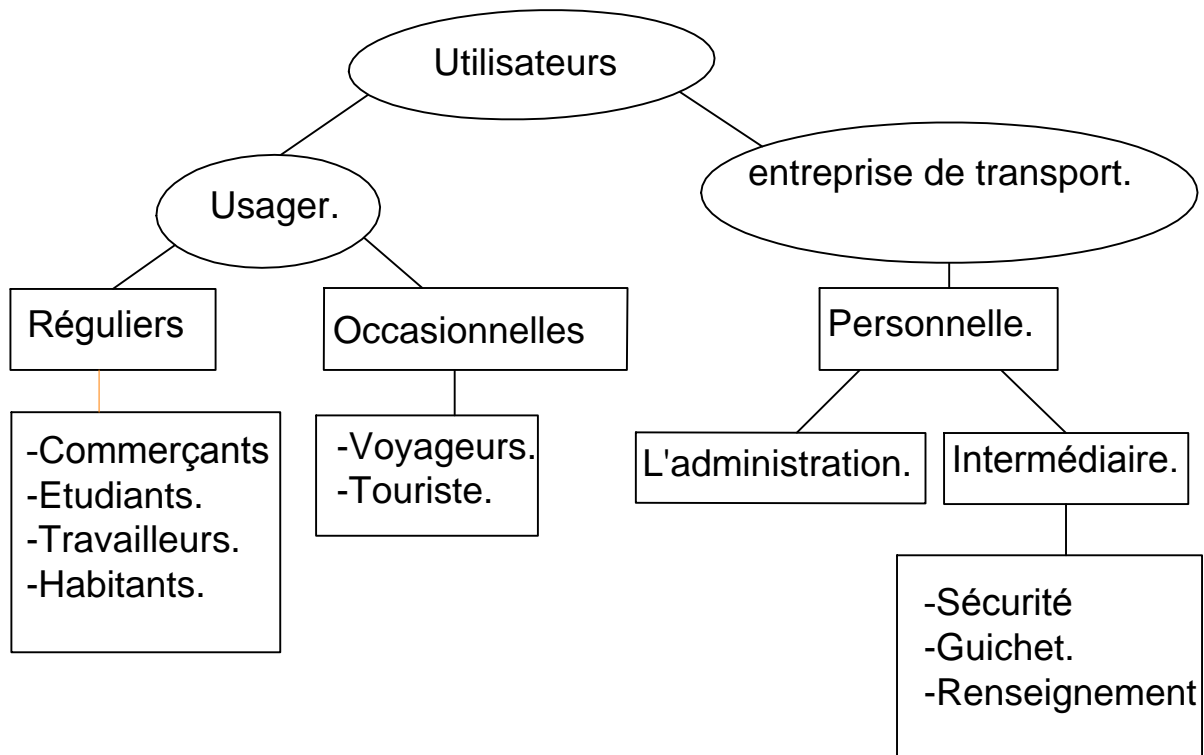 Utilisateurs
Usager.
entreprise de transport.
Réguliers
Occasionnelles
Personnelle.
-Commerçants
-Etudiants.
-Travailleurs.
-Habitants.
-Voyageurs.
-Touriste.
L'administration.
Intermédiaire.
-Sécurité
-Guichet.
-Renseignement